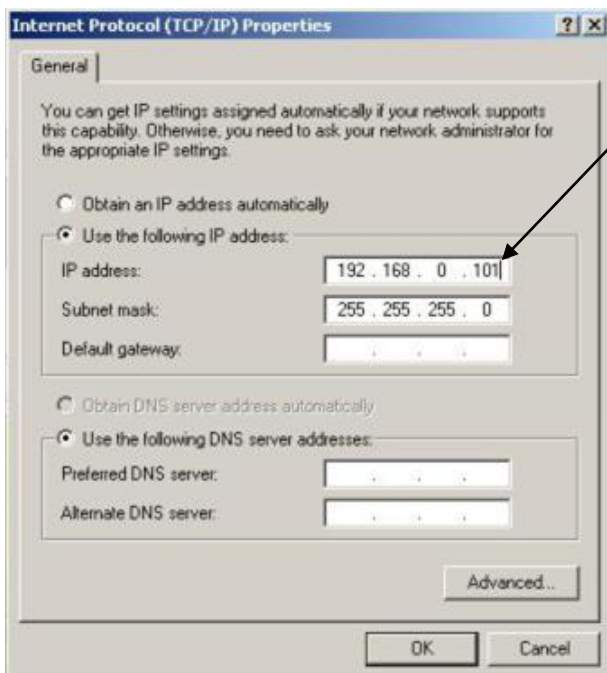 Internet Protocol (TCP/IP) Properties
General
You can get IP settings assigned automatically if your network supports
this capability. Otherwise, you need to ask your network administrator for
the appropriate IP settings.
Obtain an IP address automatically
Use the following IP address:
IP address: 192 . 168 . 0 . 101
Subnet mask: 255 . 255 . 255 . 0
Default gateway: . . .
Obtain DNS server address automatically
Use the following DNS server addresses:
Preferred DNS server: . . .
Alternate DNS server: . . .
Advanced...
OK Cancel